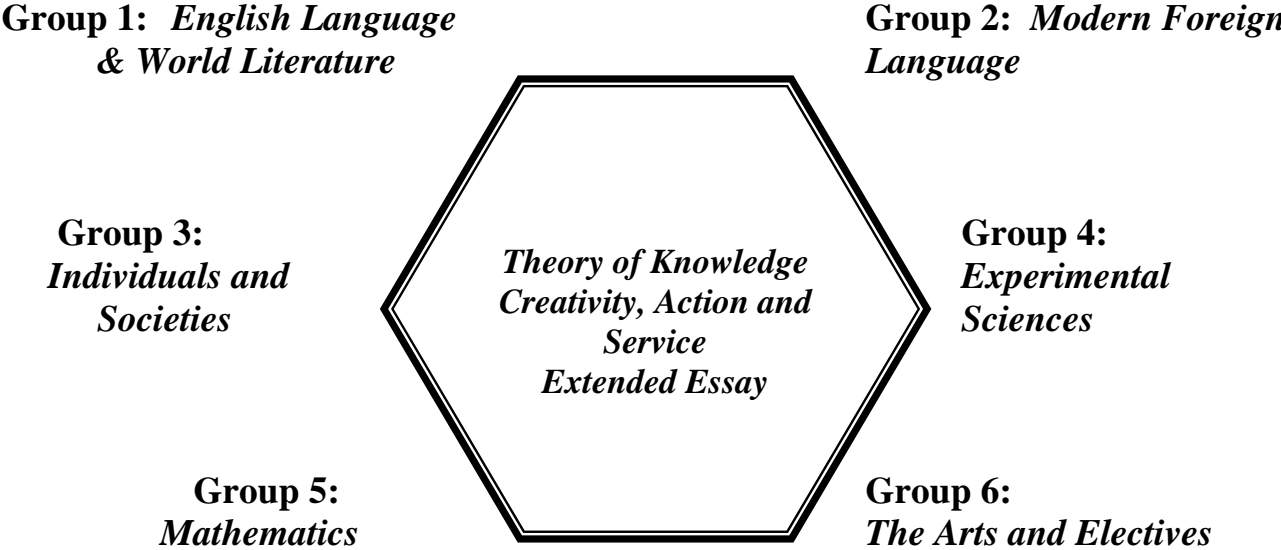 Group 1: English Language
& World Literature
Group 2: Modern Foreign
Language
Group 3:
Individuals and
Societies
Theory of Knowledge
Creativity, Action and
Service
Extended Essay
Group 4:
Experimental
Sciences
Group 5:
Mathematics
Group 6:
The Arts and Electives